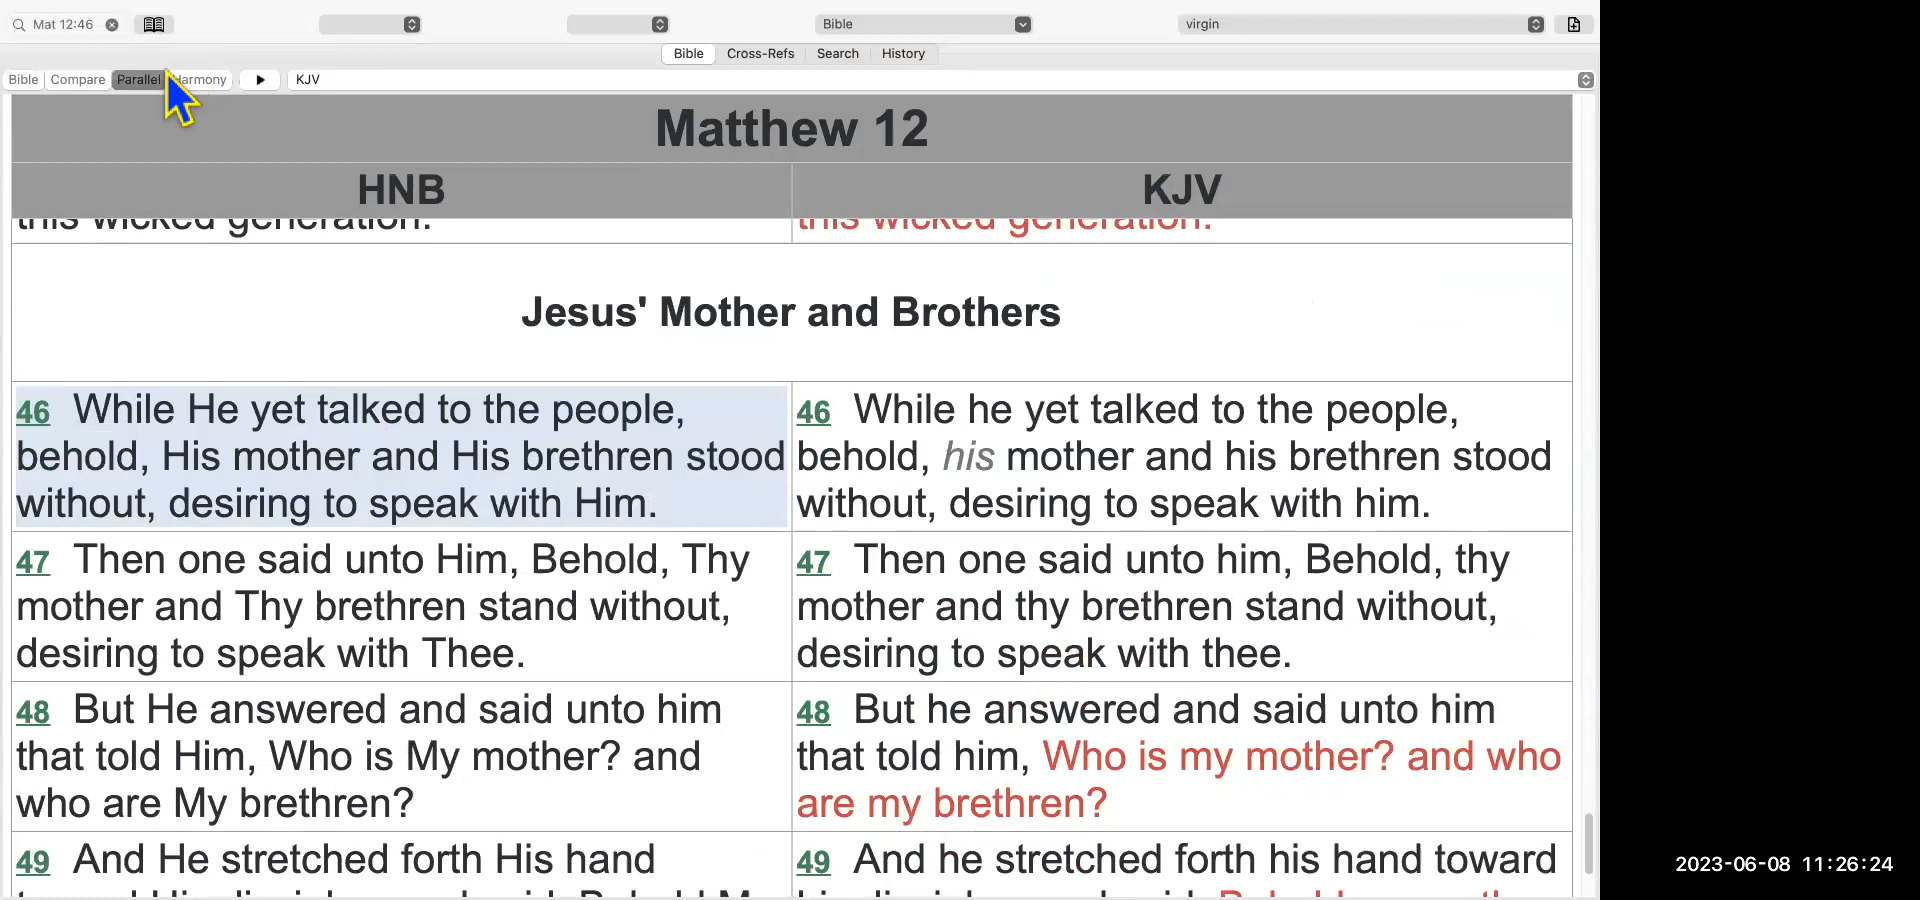 Mat 12:46
Bible
virgin
Bible Cross-Refs Search History
Bible Compare Parallel Harmony KJV
Matthew 12
HNB KJV
this wicked generation. this wicked generation.
Jesus' Mother and Brothers
46 While He yet talked to the people,
behold, His mother and His brethren stood
without, desiring to speak with Him.
46 While he yet talked to the people,
behold, his mother and his brethren stood
without, desiring to speak with him.
47 Then one said unto Him, Behold, Thy
mother and Thy brethren stand without,
desiring to speak with Thee.
47 Then one said unto him, Behold, thy
mother and thy brethren stand without,
desiring to speak with thee.
48 But He answered and said unto him
that told Him, Who is My mother? and
who are My brethren?
48 But he answered and said unto him
that told him, Who is my mother? and who
are my brethren?
49 And He stretched forth His hand
49 And he stretched forth his hand toward
2023-06-08 11:26:24